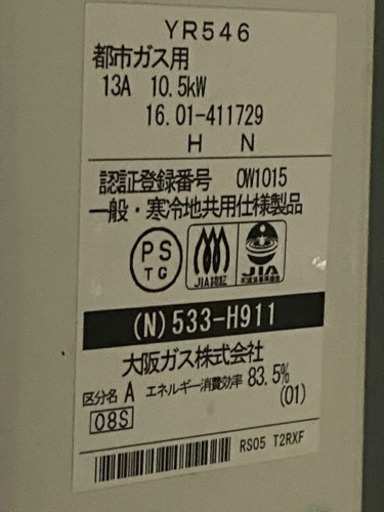 YR546
都市ガス用
13A 10.5kW
16.01-411729
H N
認証登録番号 OW1015
一般・寒冷地共用仕様製品
PS
TG
JIA認証
JIA
(N)533-H911
大阪ガス株式会社
区分名 A エネルギー消費効率 83.5%
(01)
08S
RS05 T2RXF